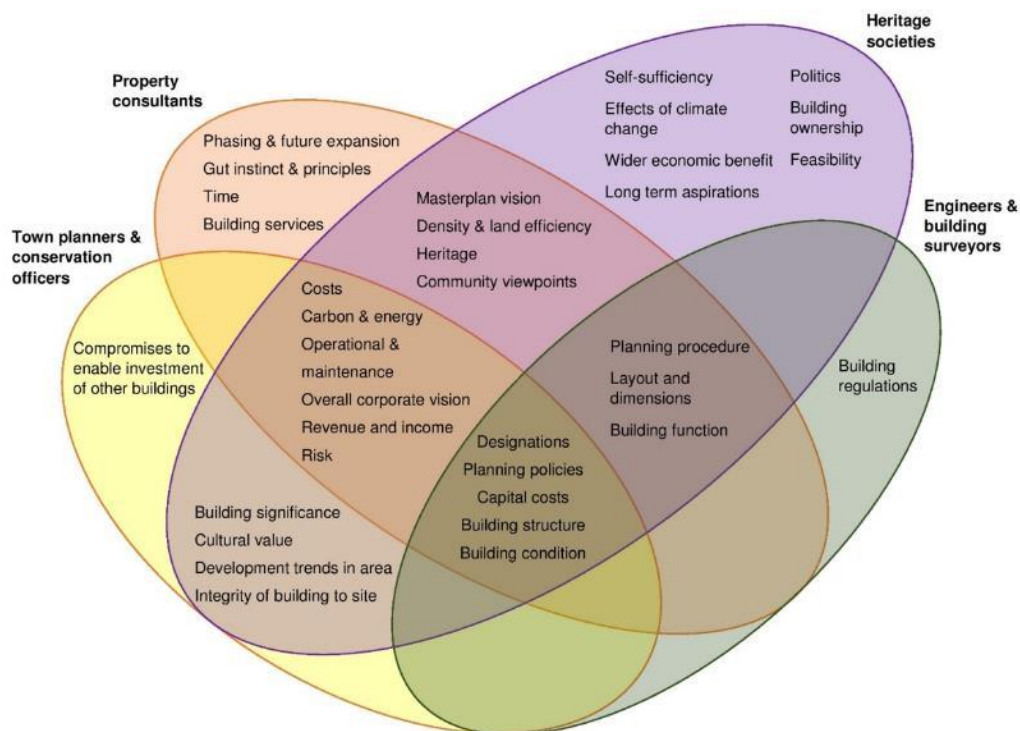 Heritage
societies
Property
consultants
Self-sufficiency
Politics
Effects of climate
change
Building
ownership
Wider economic benefit
Feasibility
Long term aspirations
Phasing & future expansion
Gut instinct & principles
Time
Building services
Masterplan vision
Density & land efficiency
Heritage
Community viewpoints
Engineers &
building
surveyors
Town planners &
conservation
officers
Costs
Carbon & energy
Operational &
maintenance
Overall corporate vision
Revenue and income
Risk
Compromises to
enable investment
of other buildings
Planning procedure
Layout and
dimensions
Building function
Building
regulations
Designations
Planning policies
Capital costs
Building structure
Building condition
Building significance
Cultural value
Development trends in area
Integrity of building to site